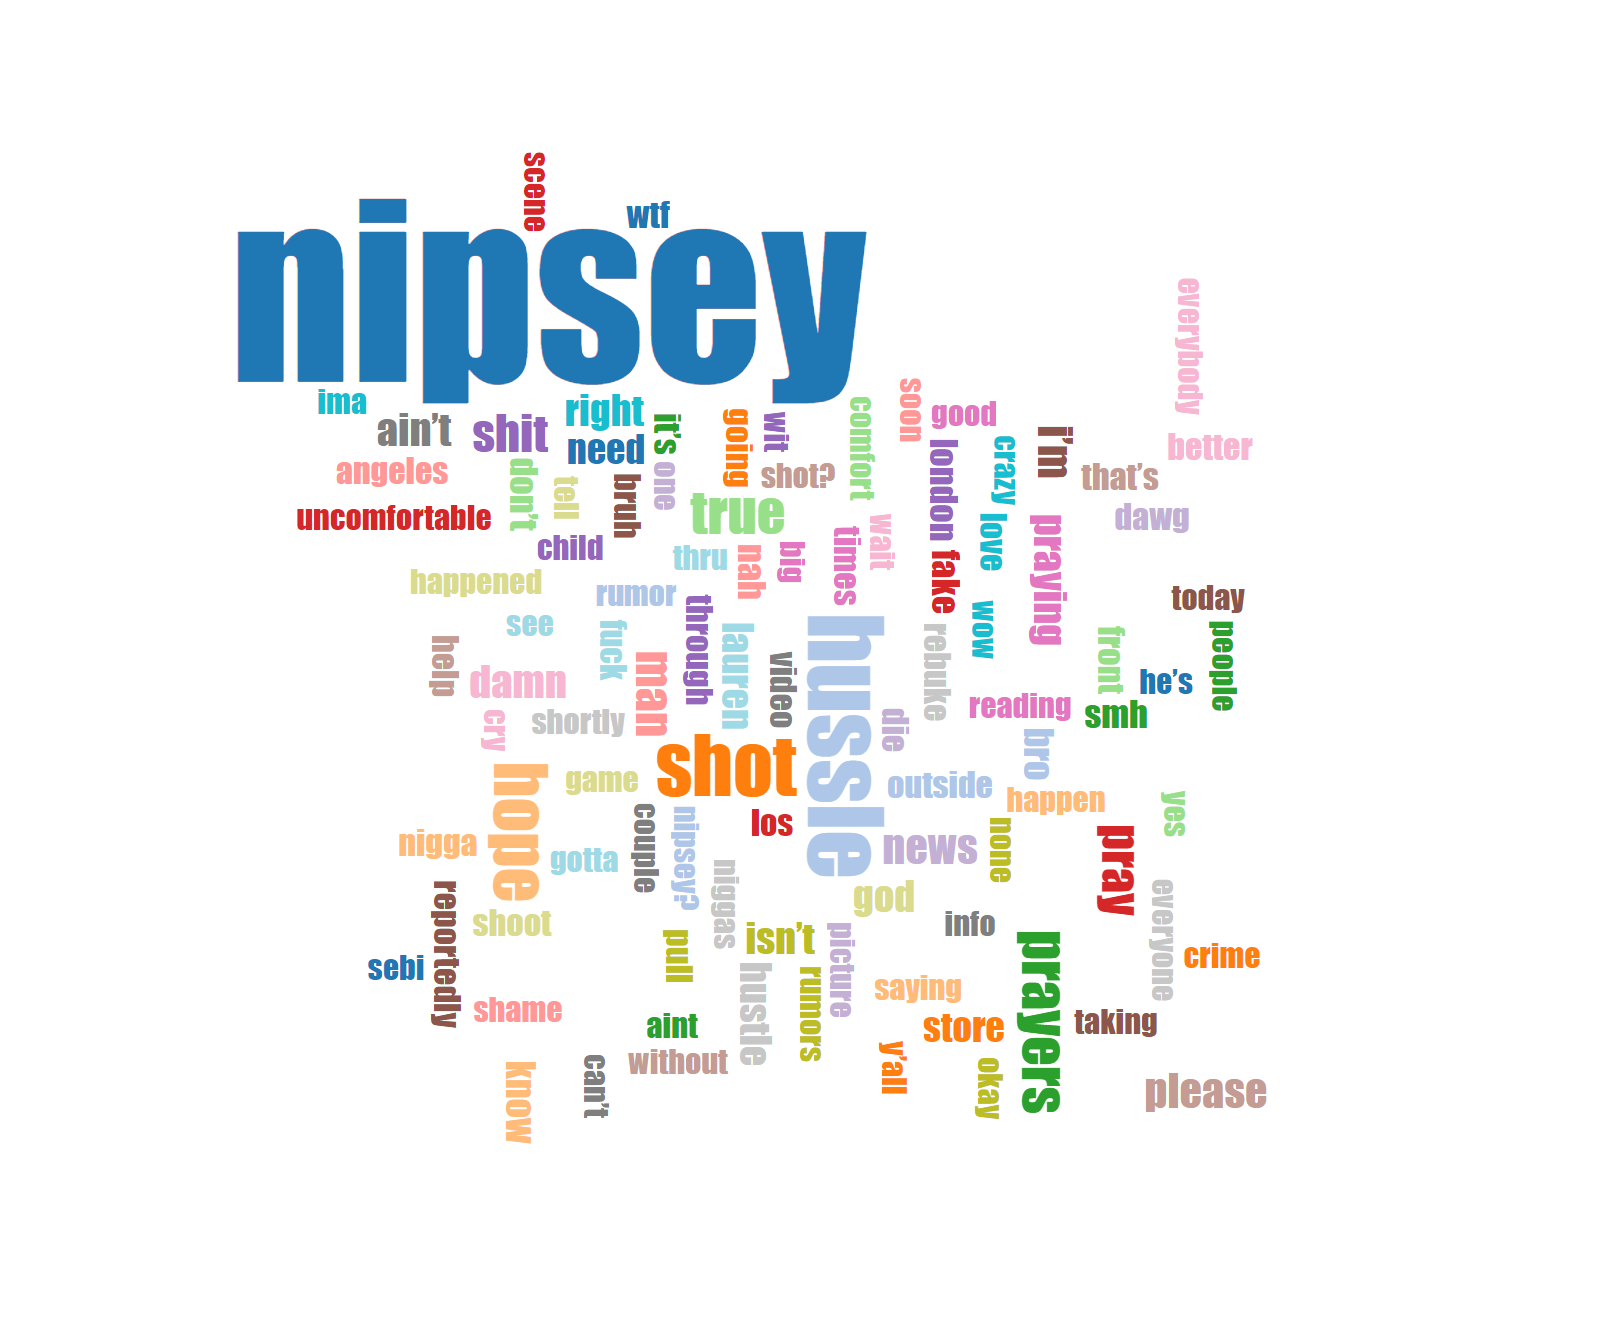 scene
wtf
nipsey
everybody
ima
ain't
shit
right
need
it's
going
wit
comfort
soon
good
london
crazy
i'm
better
that's
angeles
don't
tell
bruh
one
shot?
true
uncomfortable
child
thru
nah
big
times
wait
fake
love
praying
dawg
happened
rumor
see
fuck
through
lauren
video
hussle
rebuke
wow
front
today
people
he's
help
damn
man
cry
shortly
die
reading
smh
bro
shot
hope
game
outside
happen
yes
los
nigga
gotta
couple
nipsey?
news
none
pray
niggas
god
everyone
reportedly
shoot
pull
isn't
picture
info
crime
sebi
shame
hustle
rumors
saying
prayers
aint
store
taking
without
y'all
okay
please
know
can't